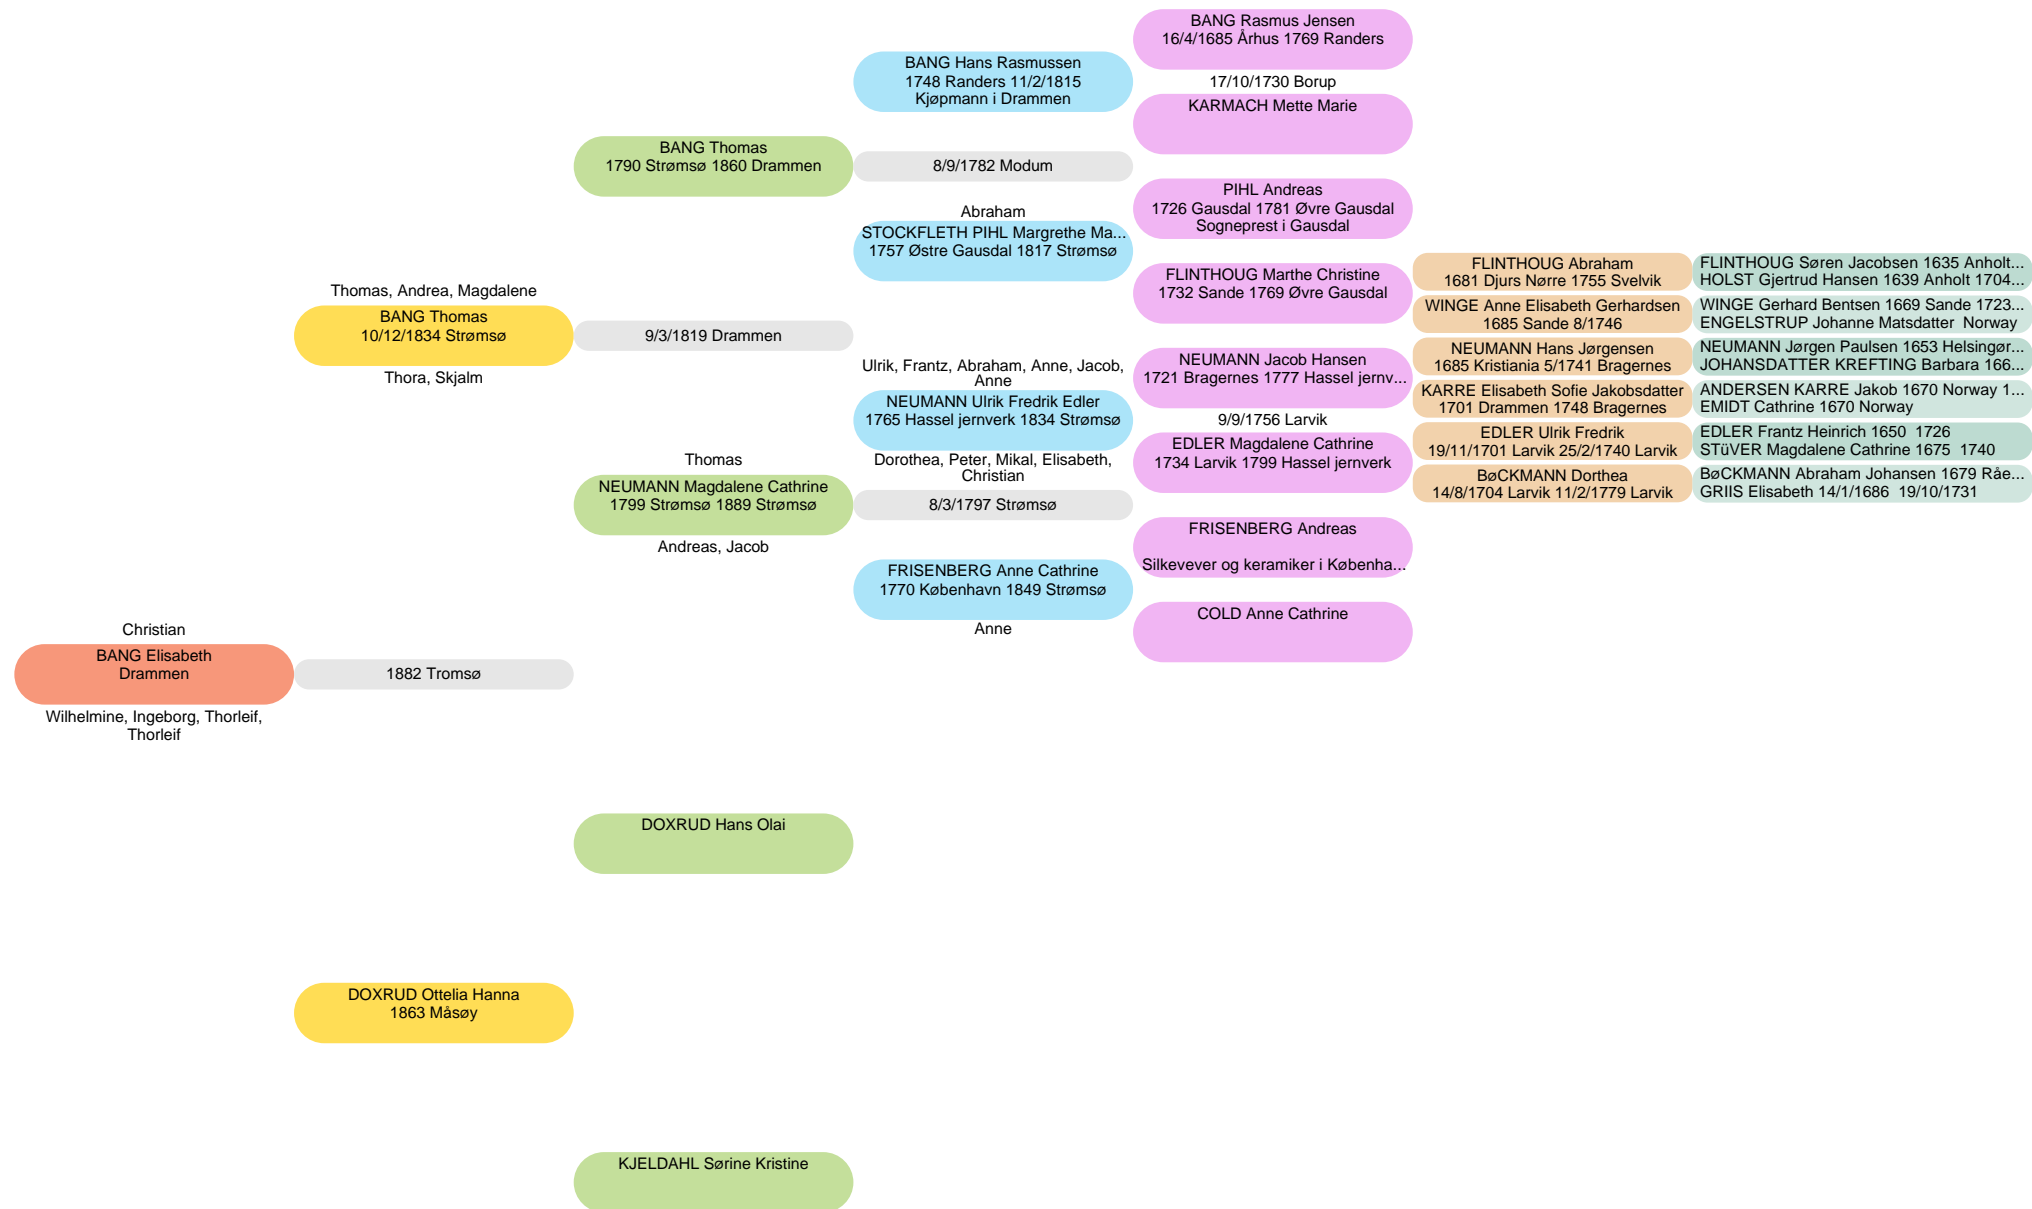 Christian
BANG Elisabeth
Drammen
Wilhelmine, Ingeborg, Thorleif,
Thorleif
Thomas, Andrea, Magdalene
BANG Thomas
10/12/1834 Strømsø
Thora, Skjalm
1882 Tromsø
DOXRUD Ottelia Hanna
1863 Måsøy
BANG Thomas
1790 Strømsø 1860 Drammen
9/3/1819 Drammen
Thomas
NEUMANN Magdalene Cathrine
1799 Strømsø 1889 Strømsø
Andreas, Jacob
DOXRUD Hans Olai
KJELDAHL Sørine Kristine
BANG Hans Rasmussen
1748 Randers 11/2/1815
Kjøpmann i Drammen
8/9/1782 Modum
Abraham
STOCKFLETH PIHL Margrethe Ma...
1757 Østre Gausdal 1817 Strømsø
Ulrik, Frantz, Abraham, Anne, Jacob,
Anne
NEUMANN Ulrik Fredrik Edler
1765 Hassel jernverk 1834 Strømsø
Dorothea, Peter, Mikal, Elisabeth,
Christian
8/3/1797 Strømsø
FRISENBERG Anne Cathrine
1770 København 1849 Strømsø
Anne
BANG Rasmus Jensen
16/4/1685 Århus 1769 Randers
17/10/1730 Borup
KARMACH Mette Marie
PIHL Andreas
1726 Gausdal 1781 Øvre Gausdal
Sogneprest i Gausdal
FLINTHOUG Marthe Christine
1732 Sande 1769 Øvre Gausdal
NEUMANN Jacob Hansen
1721 Bragernes 1777 Hassel jernv...
9/9/1756 Larvik
EDLER Magdalene Cathrine
1734 Larvik 1799 Hassel jernverk
FRISENBERG Andreas
Silkevever og keramiker i Københa...
COLD Anne Cathrine
FLINTHOUG Abraham
1681 Djurs Nørre 1755 Svelvik
WINGE Anne Elisabeth Gerhardsen
1685 Sande 8/1746
NEUMANN Hans Jørgensen
1685 Kristiania 5/1741 Bragernes
KARRE Elisabeth Sofie Jakobsdatter
1701 Drammen 1748 Bragernes
EDLER Ulrik Fredrik
19/11/1701 Larvik 25/2/1740 Larvik
BøCKMANN Dorthea
14/8/1704 Larvik 11/2/1779 Larvik
FLINTHOUG Søren Jacobsen 1635 Anholt...
HOLST Gjertrud Hansen 1639 Anholt 1704...
WINGE Gerhard Bentsen 1669 Sande 1723...
ENGELSTRUP Johanne Matsdatter  Norway
NEUMANN Jørgen Paulsen 1653 Helsingør...
JOHANSDATTER KREFTING Barbara 166...
ANDERSEN KARRE Jakob 1670 Norway 1...
EMIDT Cathrine 1670 Norway
EDLER Frantz Heinrich 1650  1726
STüVER Magdalene Cathrine 1675  1740
BøCKMANN Abraham Johansen 1679 Råe...
GRIIS Elisabeth 14/1/1686  19/10/1731